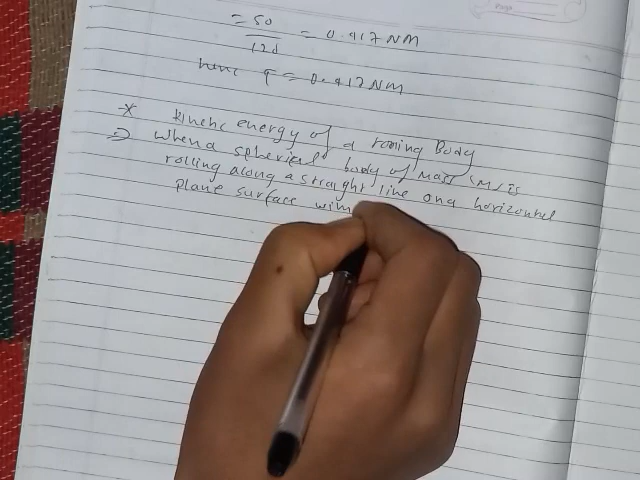 = 50
120 = 0.417 NM
henc τ = 0.417 NM
* kinetic energy of a rolling Body
⇒ When a spherical body of mass 'M' is
rolling along a straight line on a horizontal
plane surface with